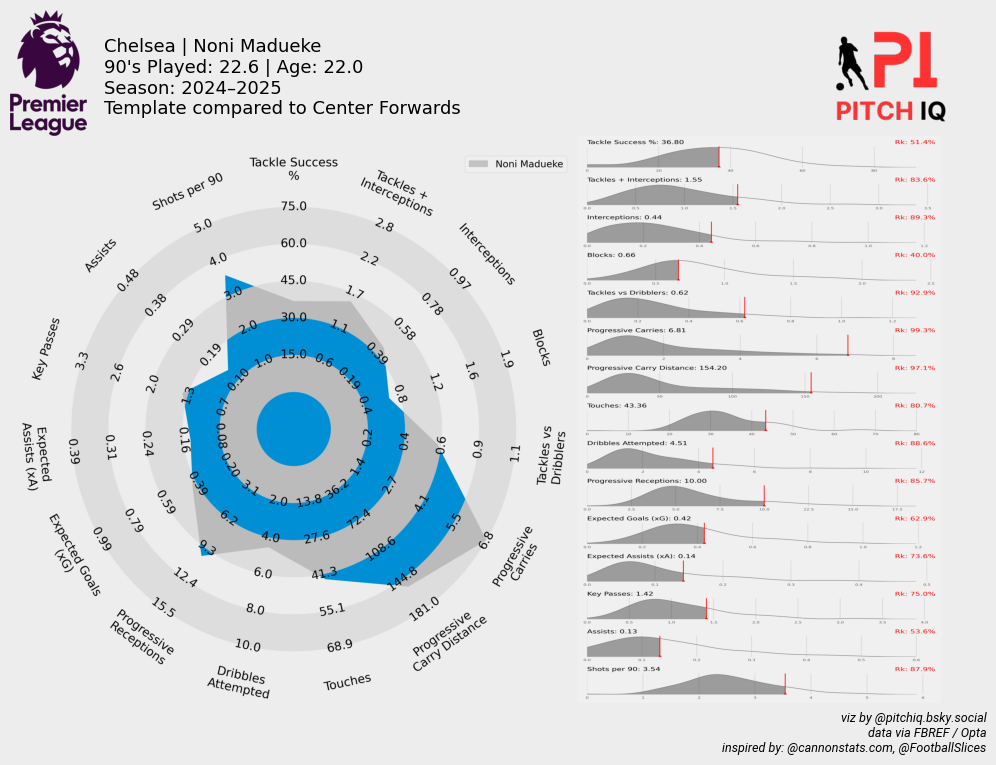 Premier
League
Chelsea | Noni Madueke
90's Played: 22.6 | Age: 22.0
Season: 2024–2025
Template compared to Center Forwards
PI
PITCH IQ
Noni Madueke
Tackle Success
%
75.0
60.0
45.0
30.0
15.0
Tackles +
Interceptions
2.8
2.2
1.7
1.1
0.6
Interceptions
0.97
0.78
0.58
0.39
0.19
Blocks
1.9
1.6
1.2
0.8
0.4
Tackles vs
Dribblers
1.1
0.9
0.6
0.4
0.2
Progressive
Carries
6.8
5.5
4.1
2.7
1.4
Progressive
Carry Distance
181.0
144.8
108.6
72.4
36.2
Touches
68.9
55.1
41.3
27.6
13.8
Dribbles
Attempted
10.0
8.0
6.0
4.0
2.0
Progressive
Receptions
15.5
12.4
9.3
6.2
3.1
Expected Goals
(xG)
0.99
0.79
0.59
0.39
0.20
Expected
Assists (xA)
0.39
0.31
0.24
0.16
0.08
Key Passes
3.3
2.6
2.0
1.3
0.7
Assists
0.48
0.38
0.29
0.19
0.10
Shots per 90
5.0
4.0
3.0
2.0
1.0
Tackle Success %: 36.80 Rk: 51.4%
Tackles + Interceptions: 1.55 Rk: 83.6%
Interceptions: 0.44 Rk: 89.3%
Blocks: 0.66 Rk: 40.0%
Tackles vs Dribblers: 0.62 Rk: 92.9%
Progressive Carries: 6.81 Rk: 99.3%
Progressive Carry Distance: 154.20 Rk: 97.1%
Touches: 43.36 Rk: 80.7%
Dribbles Attempted: 4.51 Rk: 88.6%
Progressive Receptions: 10.00 Rk: 85.7%
Expected Goals (xG): 0.42 Rk: 62.9%
Expected Assists (xA): 0.14 Rk: 73.6%
Key Passes: 1.42 Rk: 75.0%
Assists: 0.13 Rk: 53.6%
Shots per 90: 3.54 Rk: 87.9%
viz by @pitchiq.bsky.social
data via FBREF / Opta
inspired by: @cannonstats.com, @FootballSlices